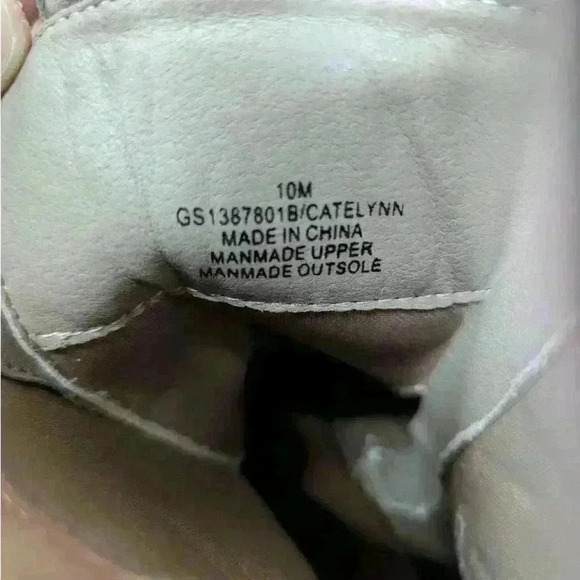 10M
GS1387801B/CATELYNN
MADE IN CHINA
MANMADE UPPER
MANMADE OUTSOLE